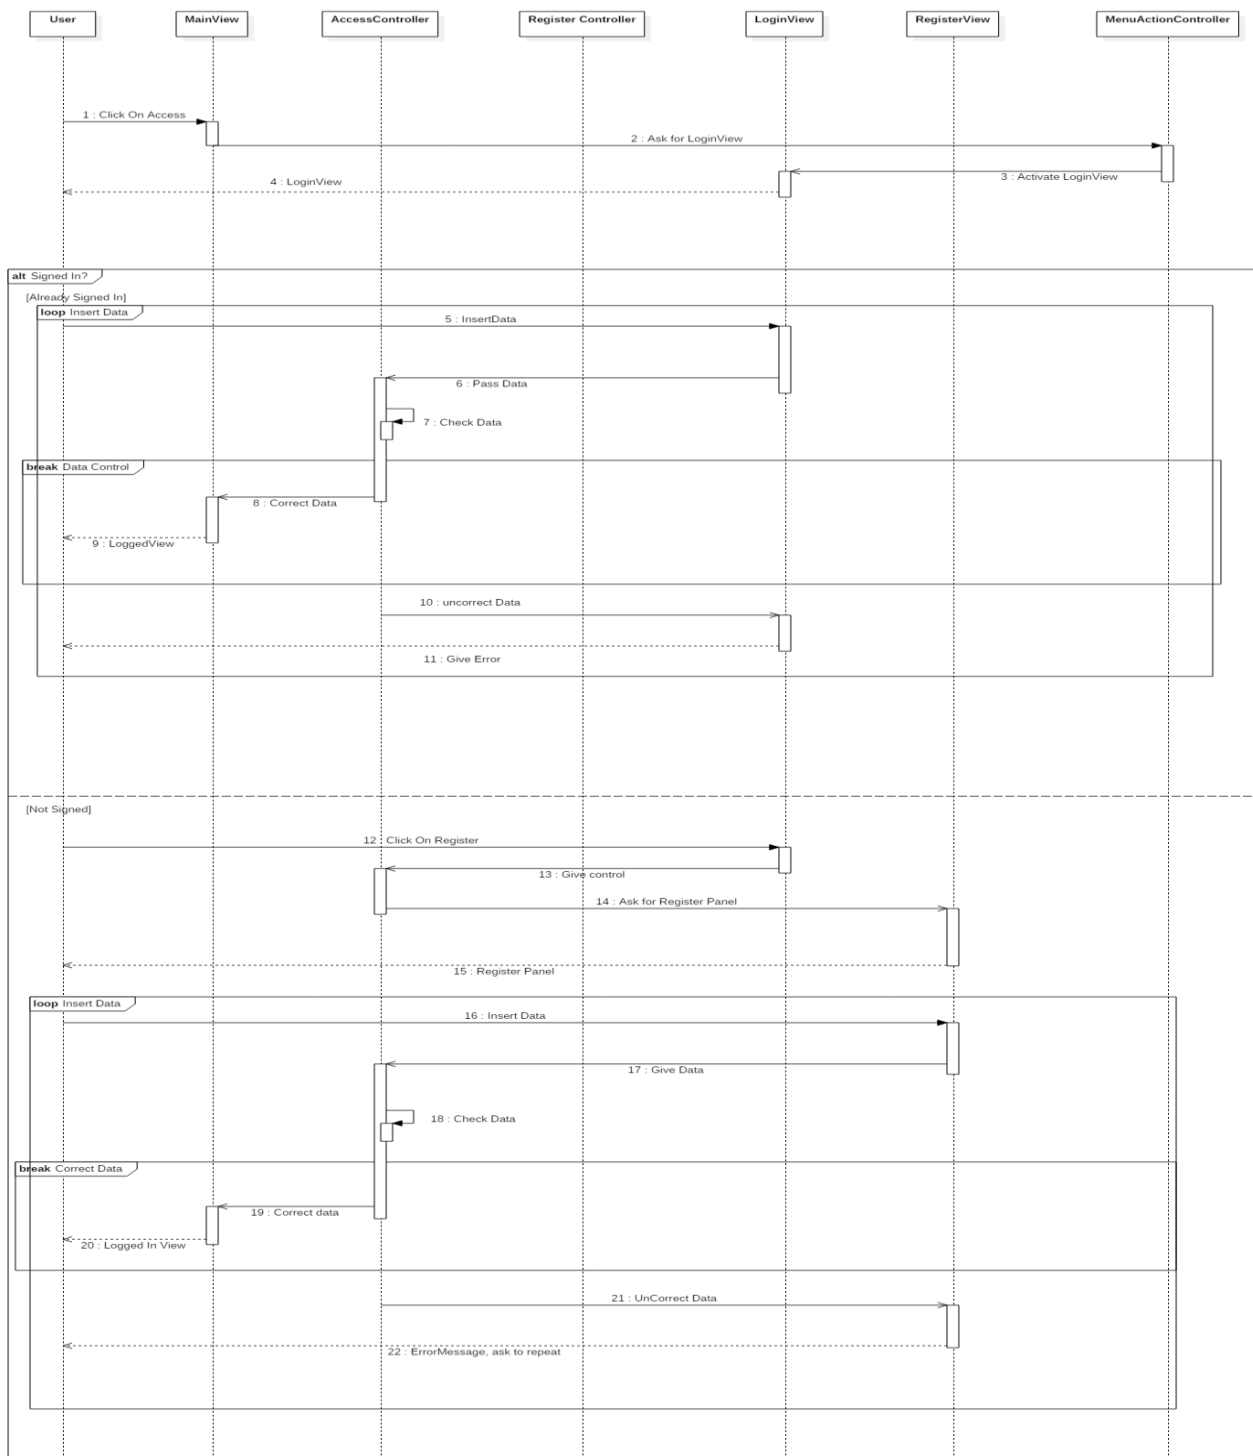 User
MainView
AccessController
Register Controller
LoginView
RegisterView
MenuActionController
1 : Click On Access
2 : Ask for LoginView
3 : Activate LoginView
4 : LoginView
alt Signed In?
[Already Signed In]
loop Insert Data
5 : InsertData
6 : Pass Data
7 : Check Data
break Data Control
8 : Correct Data
9 : LoggedView
10 : uncorrect Data
11 : Give Error
[Not Signed]
12 : Click On Register
13 : Give control
14 : Ask for Register Panel
15 : Register Panel
loop Insert Data
16 : Insert Data
17 : Give Data
18 : Check Data
break Correct Data
19 : Correct data
20 : Logged In View
21 : UnCorrect Data
22 : ErrorMessage, ask to repeat